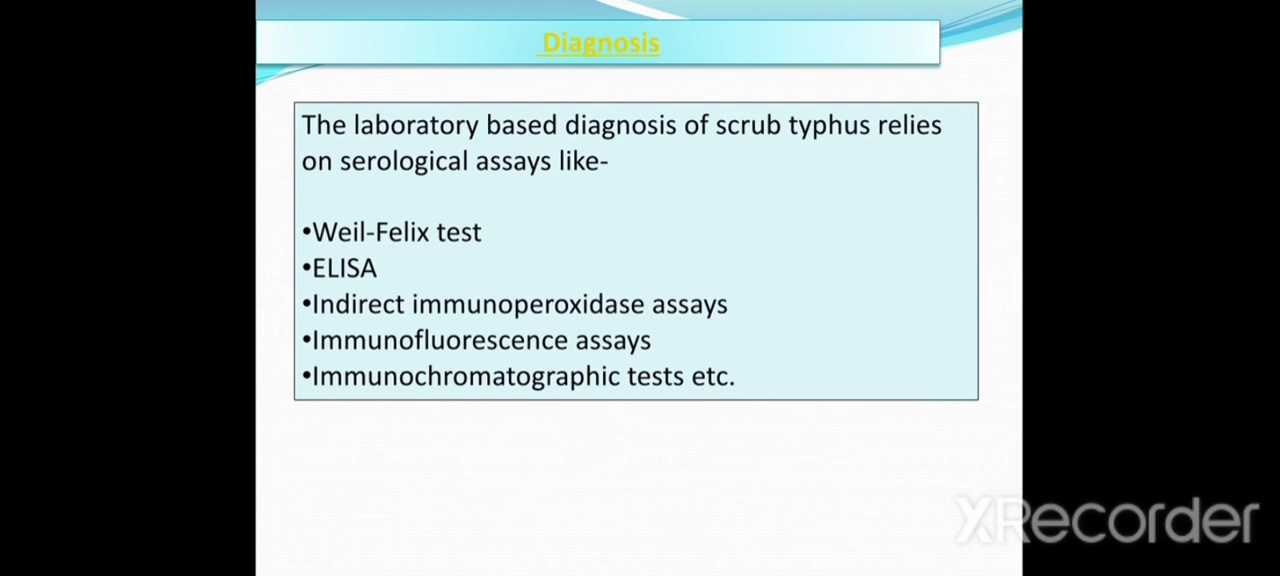 Diagnosis
The laboratory based diagnosis of scrub typhus relies
on serological assays like-
•Weil-Felix test
•ELISA
•Indirect immunoperoxidase assays
•Immunofluorescence assays
•Immunochromatographic tests etc.
XRecorder